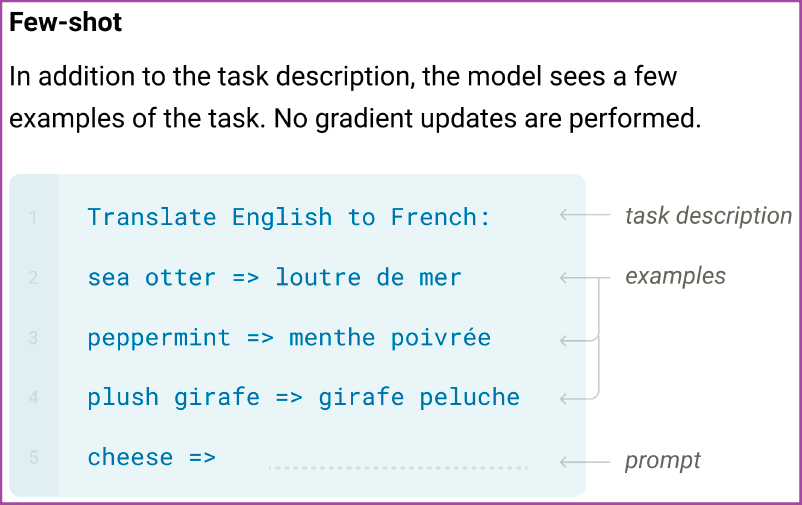 Few-shot
In addition to the task description, the model sees a few
examples of the task. No gradient updates are performed.
1 Translate English to French: task description
2 sea otter => loutre de mer examples
3 peppermint => menthe poivrée
4 plush girafe => girafe peluche
5 cheese => prompt